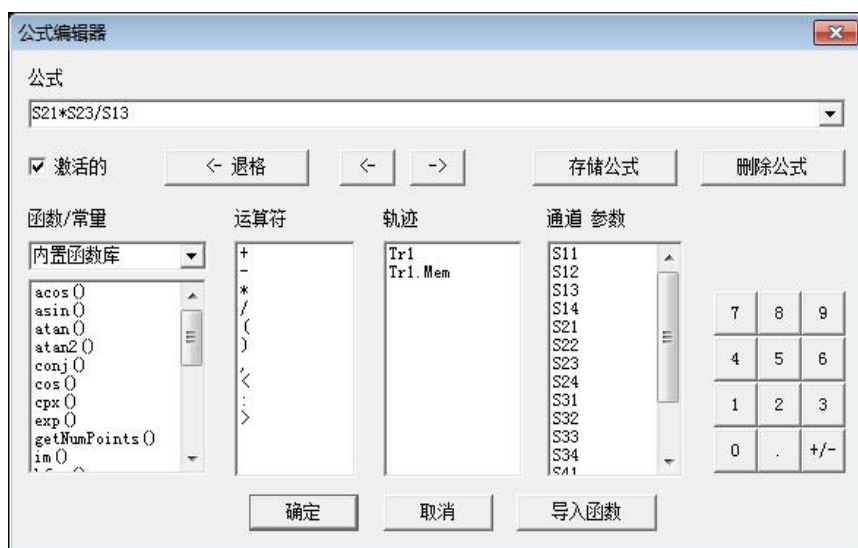 公式编辑器
公式
S21*S23/S13
激活的
<- 退格
<-
->
存储公式
删除公式
函数/常量
运算符
轨迹
通道 参数
内置函数库
acos()
asin()
atan()
atan2()
conj()
cos()
cpx()
exp()
getNumPoints()
im()
+
-
*
/
(
)
,
<
:
>
Tr1
Tr1.Mem
S11
S12
S13
S14
S21
S22
S23
S24
S31
S32
S33
S34
S41
7 8 9
4 5 6
1 2 3
0 . +/-
确定
取消
导入函数